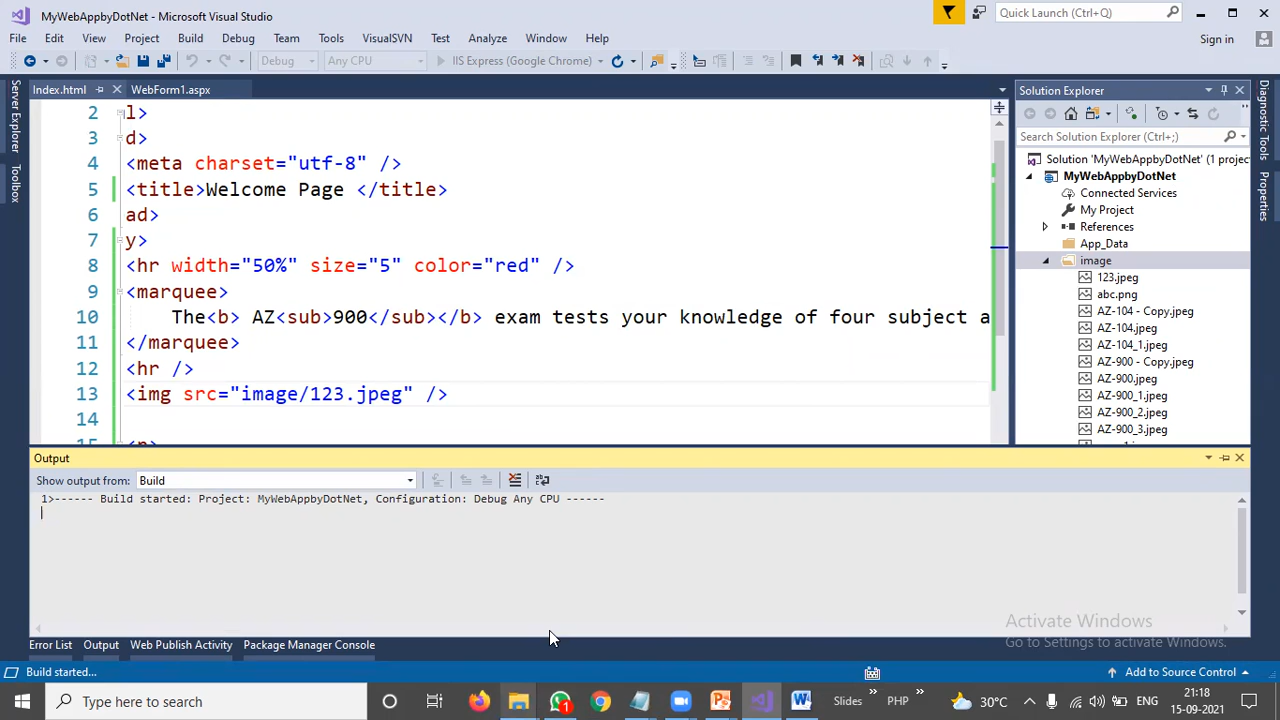 MyWebAppbyDotNet - Microsoft Visual Studio
Quick Launch (Ctrl+Q)
File Edit View Project Build Debug Team Tools VisualSVN Test Analyze Window Help
Sign in
Debug Any CPU IIS Express (Google Chrome)
Server Explorer
Toolbox
Index.html WebForm1.aspx
2 l>
3 d>
4 <meta charset="utf-8" />
5 <title>Welcome Page </title>
6 ad>
7 y>
8 <hr width="50%" size="5" color="red" />
9 <marquee>
10 The<b> AZ<sub>900</sub></b> exam tests your knowledge of four subject a
11 </marquee>
12 <hr />
13 <img src="image/123.jpeg" />
14
Solution Explorer
Search Solution Explorer (Ctrl+;)
Solution 'MyWebAppbyDotNet' (1 projec
MyWebAppbyDotNet
Connected Services
My Project
References
App_Data
image
123.jpeg
abc.png
AZ-104 - Copy.jpeg
AZ-104.jpeg
AZ-104_1.jpeg
AZ-900 - Copy.jpeg
AZ-900.jpeg
AZ-900_1.jpeg
AZ-900_2.jpeg
AZ-900_3.jpeg
Diagnostic Tools
Properties
Output
Show output from: Build
1>------ Build started: Project: MyWebAppbyDotNet, Configuration: Debug Any CPU ------
Activate Windows
Go to Settings to activate Windows.
Error List Output Web Publish Activity Package Manager Console
Build started...
Add to Source Control
Type here to search
1
Slides » PHP »
30°C
ENG
21:18
15-09-2021